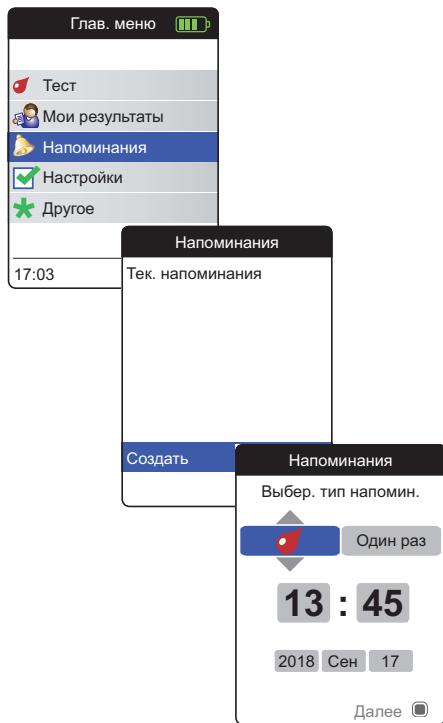 Глав. меню
Тест
Мои результаты
Напоминания
Настройки
Другое
17:03
Напоминания
Тек. напоминания
Создать
Напоминания
Выбер. тип напомин.
Один раз
13 : 45
2018 Сен 17
Далее